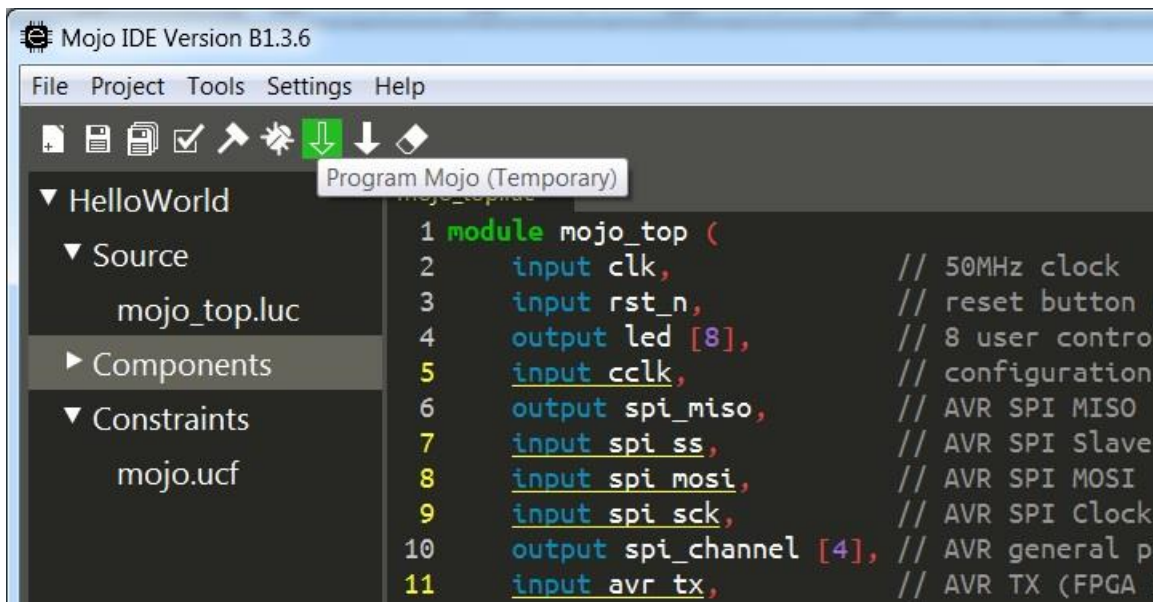 Mojo IDE Version B1.3.6
File Project Tools Settings Help
Program Mojo (Temporary)
HelloWorld
Source
mojo_top.luc
Components
Constraints
mojo.ucf
1 module mojo_top (
2 input clk, // 50MHz clock
3 input rst_n, // reset button
4 output led [8], // 8 user contro
5 input cclk, // configuration
6 output spi_miso, // AVR SPI MISO
7 input spi_ss, // AVR SPI Slave
8 input spi_mosi, // AVR SPI MOSI
9 input spi_sck, // AVR SPI Clock
10 output spi_channel [4], // AVR general p
11 input avr_tx, // AVR TX (FPGA